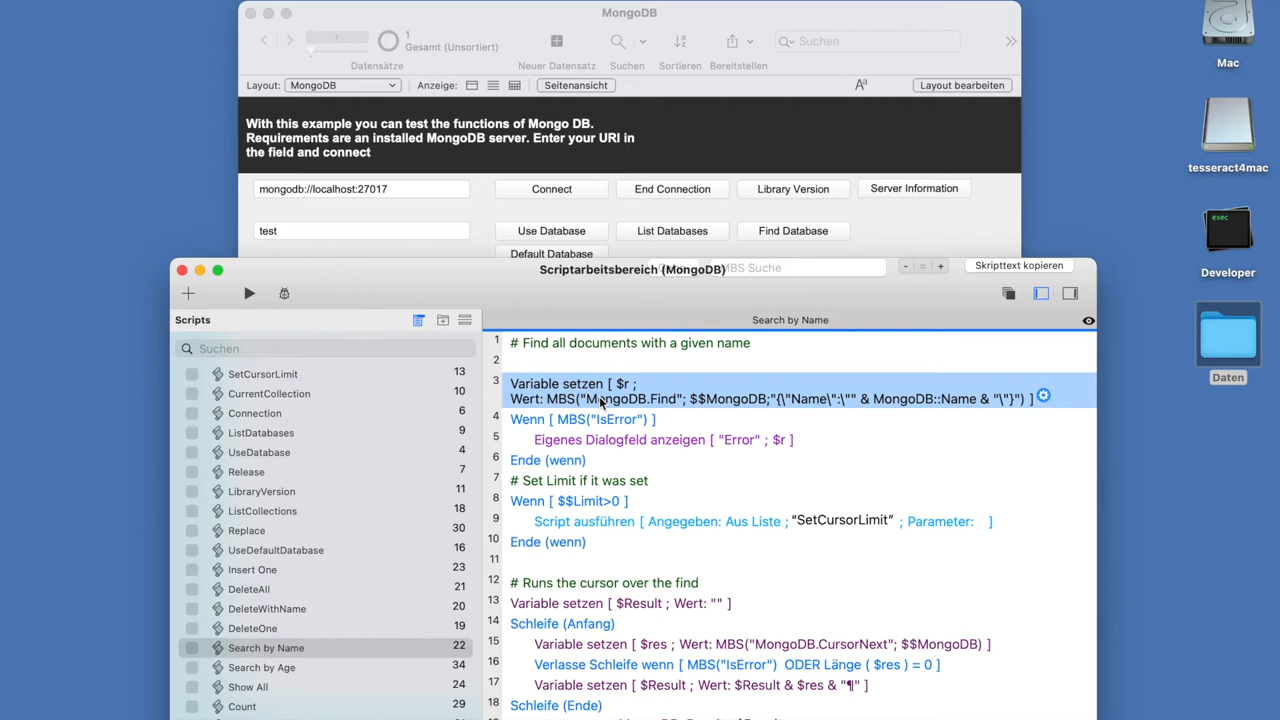 MongoDB
1
Gesamt (Unsortiert)
Suchen
Datensätze
Neuer Datensatz
Suchen
Sortieren
Bereitstellen
Layout: MongoDB
Anzeige:
Seitenansicht
Layout bearbeiten
With this example you can test the functions of Mongo DB.
Requirements are an installed MongoDB server. Enter your URI in
the field and connect
mongodb://localhost:27017
Connect
End Connection
Library Version
Server Information
test
Use Database
List Databases
Find Database
Default Database
Scriptarbeitsbereich (MongoDB)
MBS Suche
- = +
Skripttext kopieren
Scripts
Search by Name
Suchen
SetCursorLimit 13
CurrentCollection 10
Connection 6
ListDatabases 9
UseDatabase 4
Release 7
LibraryVersion 11
ListCollections 18
Replace 30
UseDefaultDatabase 16
Insert One 23
DeleteAll 21
DeleteWithName 20
DeleteOne 19
Search by Name 22
Search by Age 34
Show All 24
Count 29
1 # Find all documents with a given name
2
3 Variable setzen [ $r ;
Wert: MBS("MongoDB.Find"; $$MongoDB;"{\"Name\":\"" & MongoDB::Name & "\"}") ]
4 Wenn [ MBS("IsError") ]
5 Eigenes Dialogfeld anzeigen [ "Error" ; $r ]
6 Ende (wenn)
7 # Set Limit if it was set
8 Wenn [ $$Limit>0 ]
9 Script ausführen [ Angegeben: Aus Liste ; “SetCursorLimit” ; Parameter: ]
10 Ende (wenn)
11
12 # Runs the cursor over the find
13 Variable setzen [ $Result ; Wert: "" ]
14 Schleife (Anfang)
15 Variable setzen [ $res ; Wert: MBS("MongoDB.CursorNext"; $$MongoDB) ]
16 Verlasse Schleife wenn [ MBS("IsError") ODER Länge ( $res ) = 0 ]
17 Variable setzen [ $Result ; Wert: $Result & $res & "¶" ]
18 Schleife (Ende)
Mac
tesseract4mac
exec
Developer
Daten